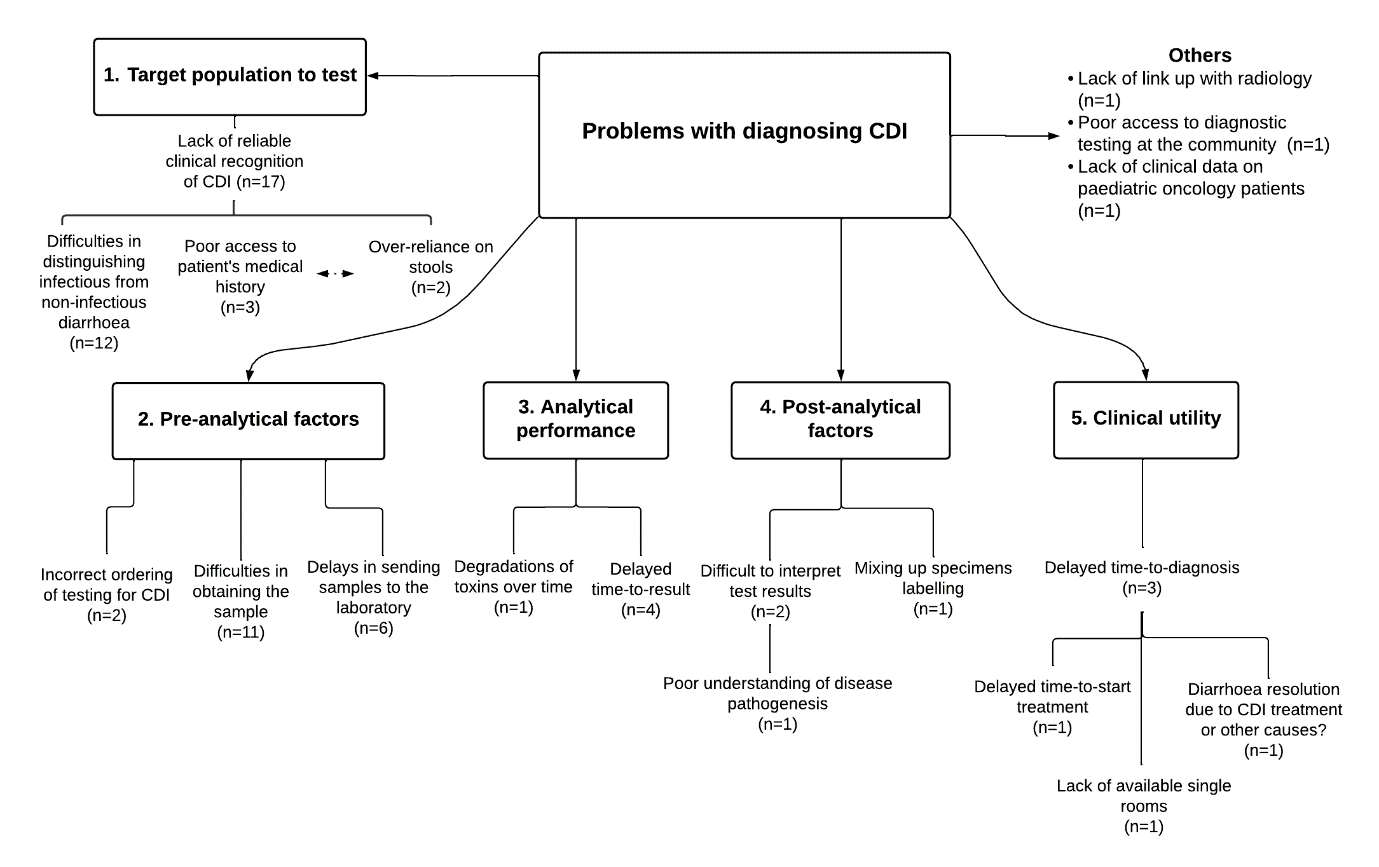 Problems with diagnosing CDI
1. Target population to test
Lack of reliable
clinical recognition
of CDI (n=17)
Difficulties in
distinguishing
infectious from
non-infectious
diarrhoea
(n=12)
Poor access to
patient's medical
history
(n=3)
Over-reliance on
stools
(n=2)
Others
• Lack of link up with radiology
(n=1)
• Poor access to diagnostic
testing at the community (n=1)
• Lack of clinical data on
paediatric oncology patients
(n=1)
2. Pre-analytical factors
Incorrect ordering
of testing for CDI
(n=2)
Difficulties in
obtaining the
sample
(n=11)
Delays in sending
samples to the
laboratory
(n=6)
3. Analytical
performance
Degradations of
toxins over time
(n=1)
Delayed
time-to-result
(n=4)
4. Post-analytical
factors
Difficult to interpret
test results
(n=2)
Poor understanding of disease
pathogenesis
(n=1)
Mixing up specimens
labelling
(n=1)
5. Clinical utility
Delayed time-to-diagnosis
(n=3)
Delayed time-to-start
treatment
(n=1)
Lack of available single
rooms
(n=1)
Diarrhoea resolution
due to CDI treatment
or other causes?
(n=1)